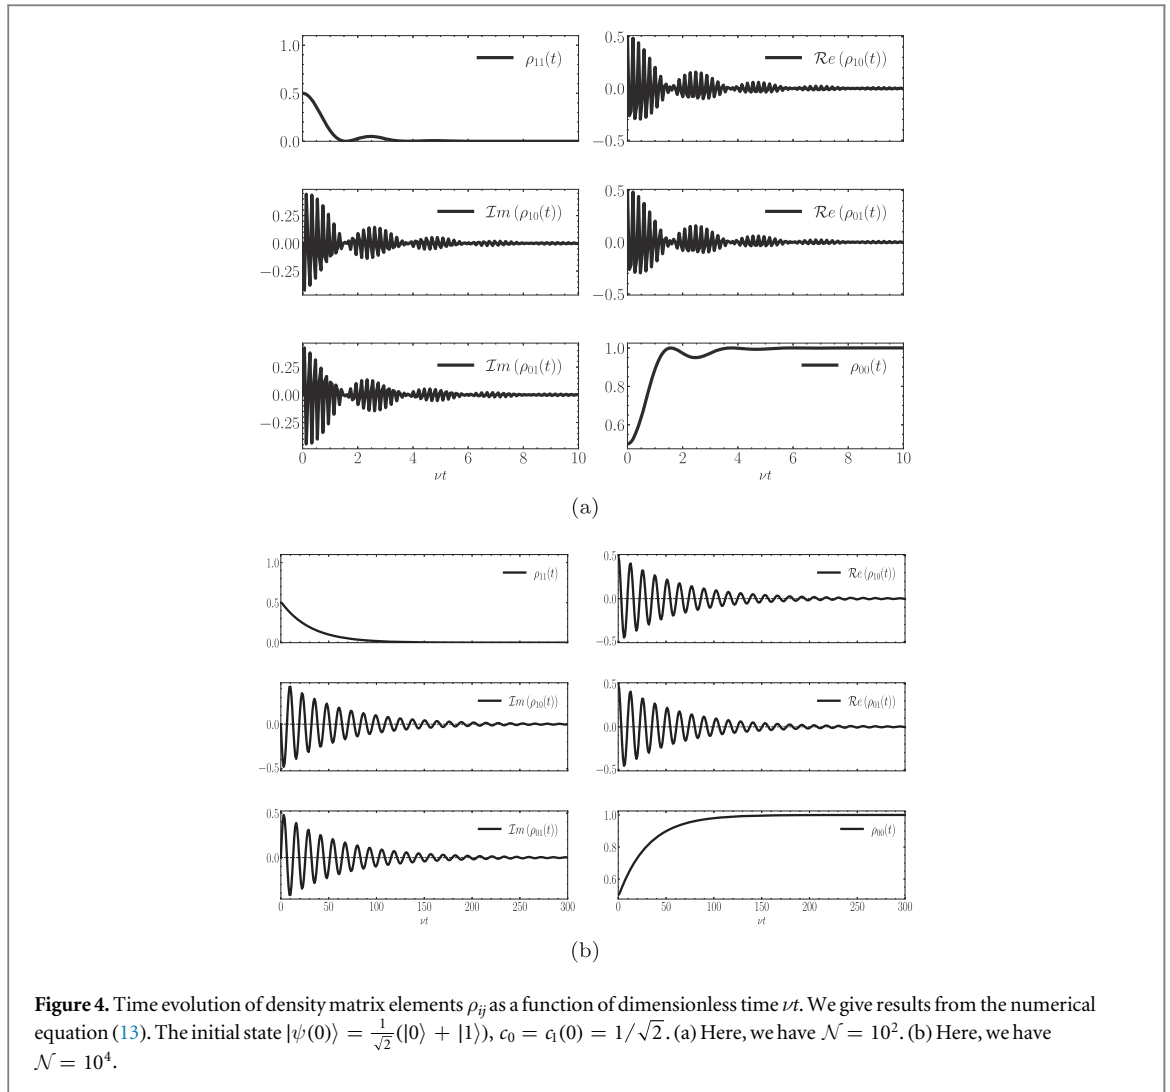 1.0
0.5
0.0
ρ₁₁(t)
0.5
0.0
−0.5
ℛe (ρ₁₀(t))
0.25
0.00
−0.25
ℐm (ρ₁₀(t))
0.5
0.0
−0.5
ℛe (ρ₀₁(t))
0.25
0.00
−0.25
ℐm (ρ₀₁(t))
0 2 4 6 8 10
νt
1.0
0.8
0.6
ρ₀₀(t)
0 2 4 6 8 10
νt
(a)
1.0
0.5
0.0
ρ₁₁(t)
0.5
0.0
−0.5
ℛe (ρ₁₀(t))
0.0
−0.5
ℐm (ρ₁₀(t))
0.5
0.0
−0.5
ℛe (ρ₀₁(t))
0.5
0.0
ℐm (ρ₀₁(t))
0 50 100 150 200 250 300
νt
1.0
0.8
0.6
ρ₀₀(t)
0 50 100 150 200 250 300
νt
(b)
Figure 4. Time evolution of density matrix elements ρᵢⱼ as a function of dimensionless time νt. We give results from the numerical
equation (13). The initial state |ψ(0)⟩ = 1/√2 (|0⟩ + |1⟩), c₀ = c₁(0) = 1/√2. (a) Here, we have 𝒩 = 10². (b) Here, we have
𝒩 = 10⁴.